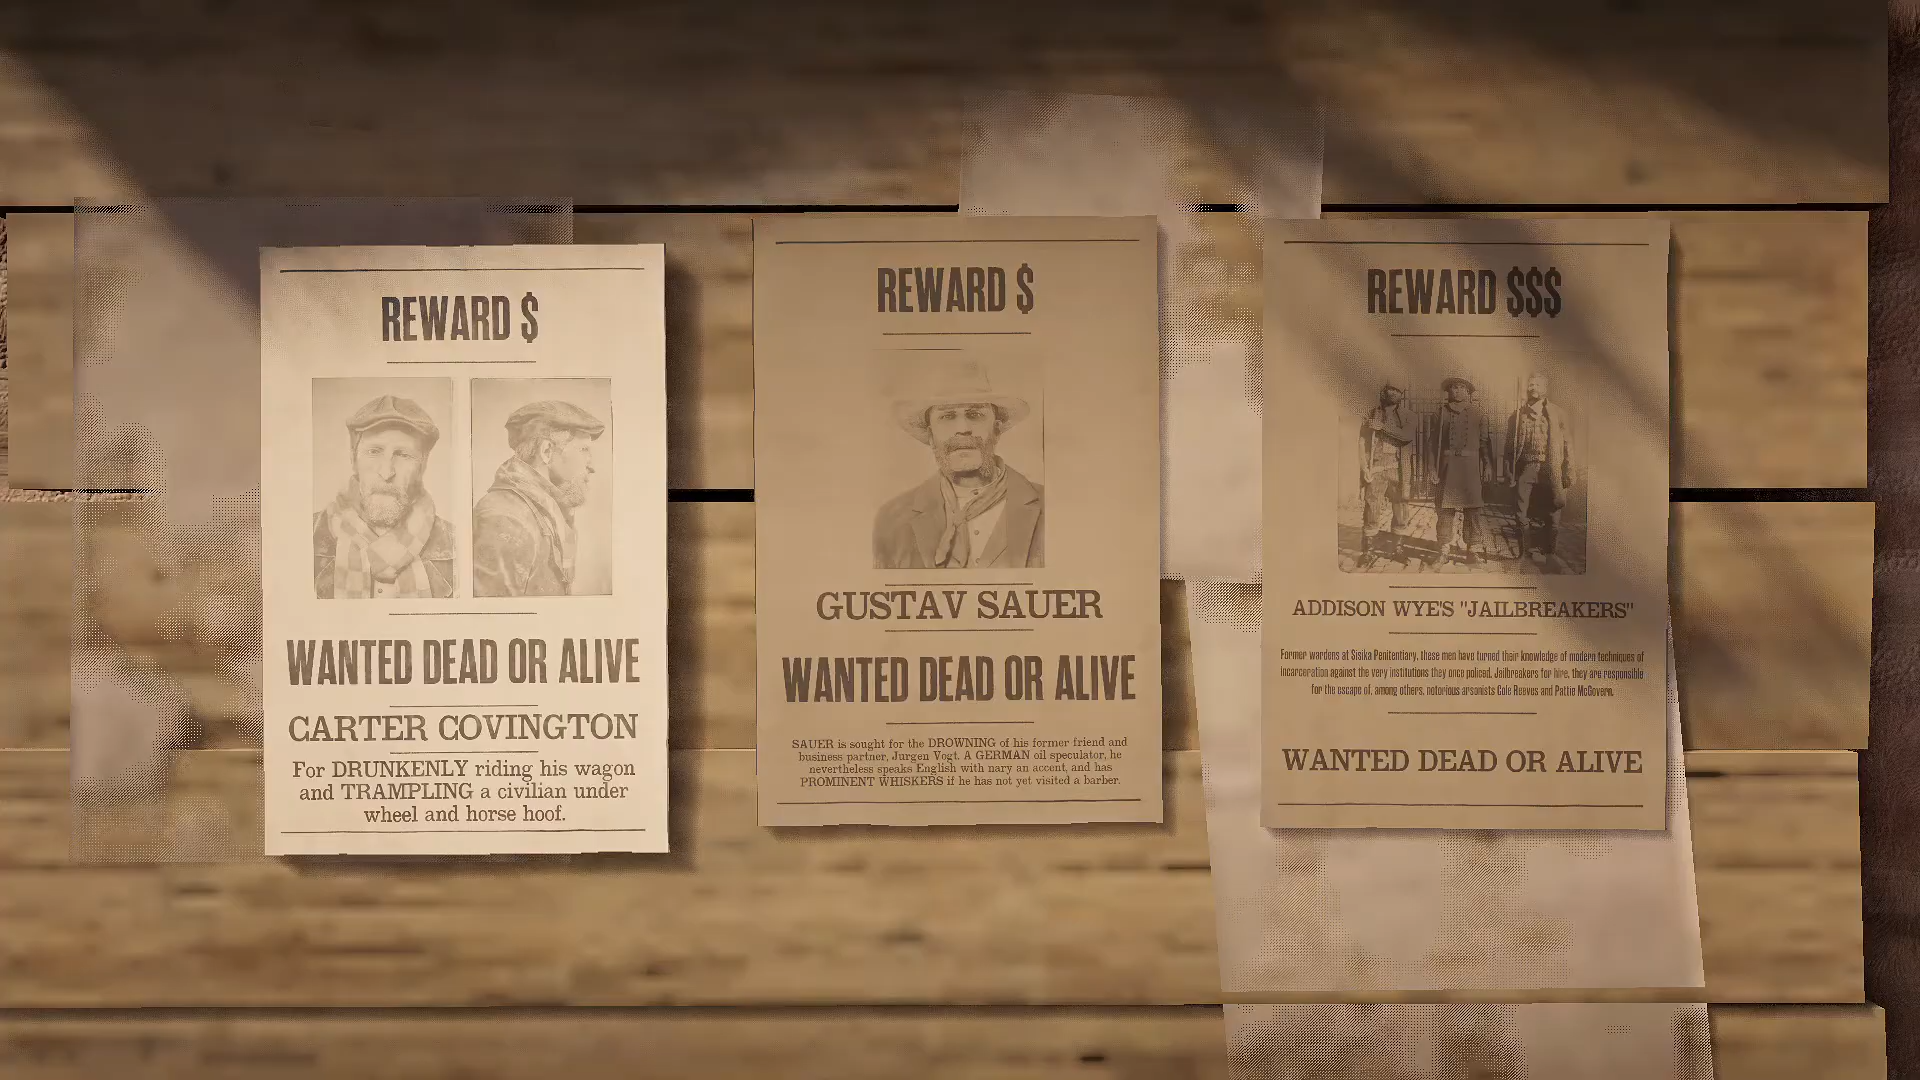 REWARD $
WANTED DEAD OR ALIVE
CARTER COVINGTON
For DRUNKENLY riding his wagon
and TRAMPLING a civilian under
wheel and horse hoof.
REWARD $
GUSTAV SAUER
WANTED DEAD OR ALIVE
SAUER is sought for the DROWNING of his former friend and
business partner, Jurgen Vogt. A GERMAN oil speculator, he
nevertheless speaks English with nary an accent, and has
PROMINENT WHISKERS if he has not yet visited a barber.
REWARD $$$
ADDISON WYE'S "JAILBREAKERS"
Former wardens at Sisika Penitentiary, these men have turned their knowledge of modern techniques of
incarceration against the very institutions they once policed. Jailbreakers for hire, they are responsible
for the escape of, among others, notorious arsonists Cole Reeves and Pattie McGovern.
WANTED DEAD OR ALIVE